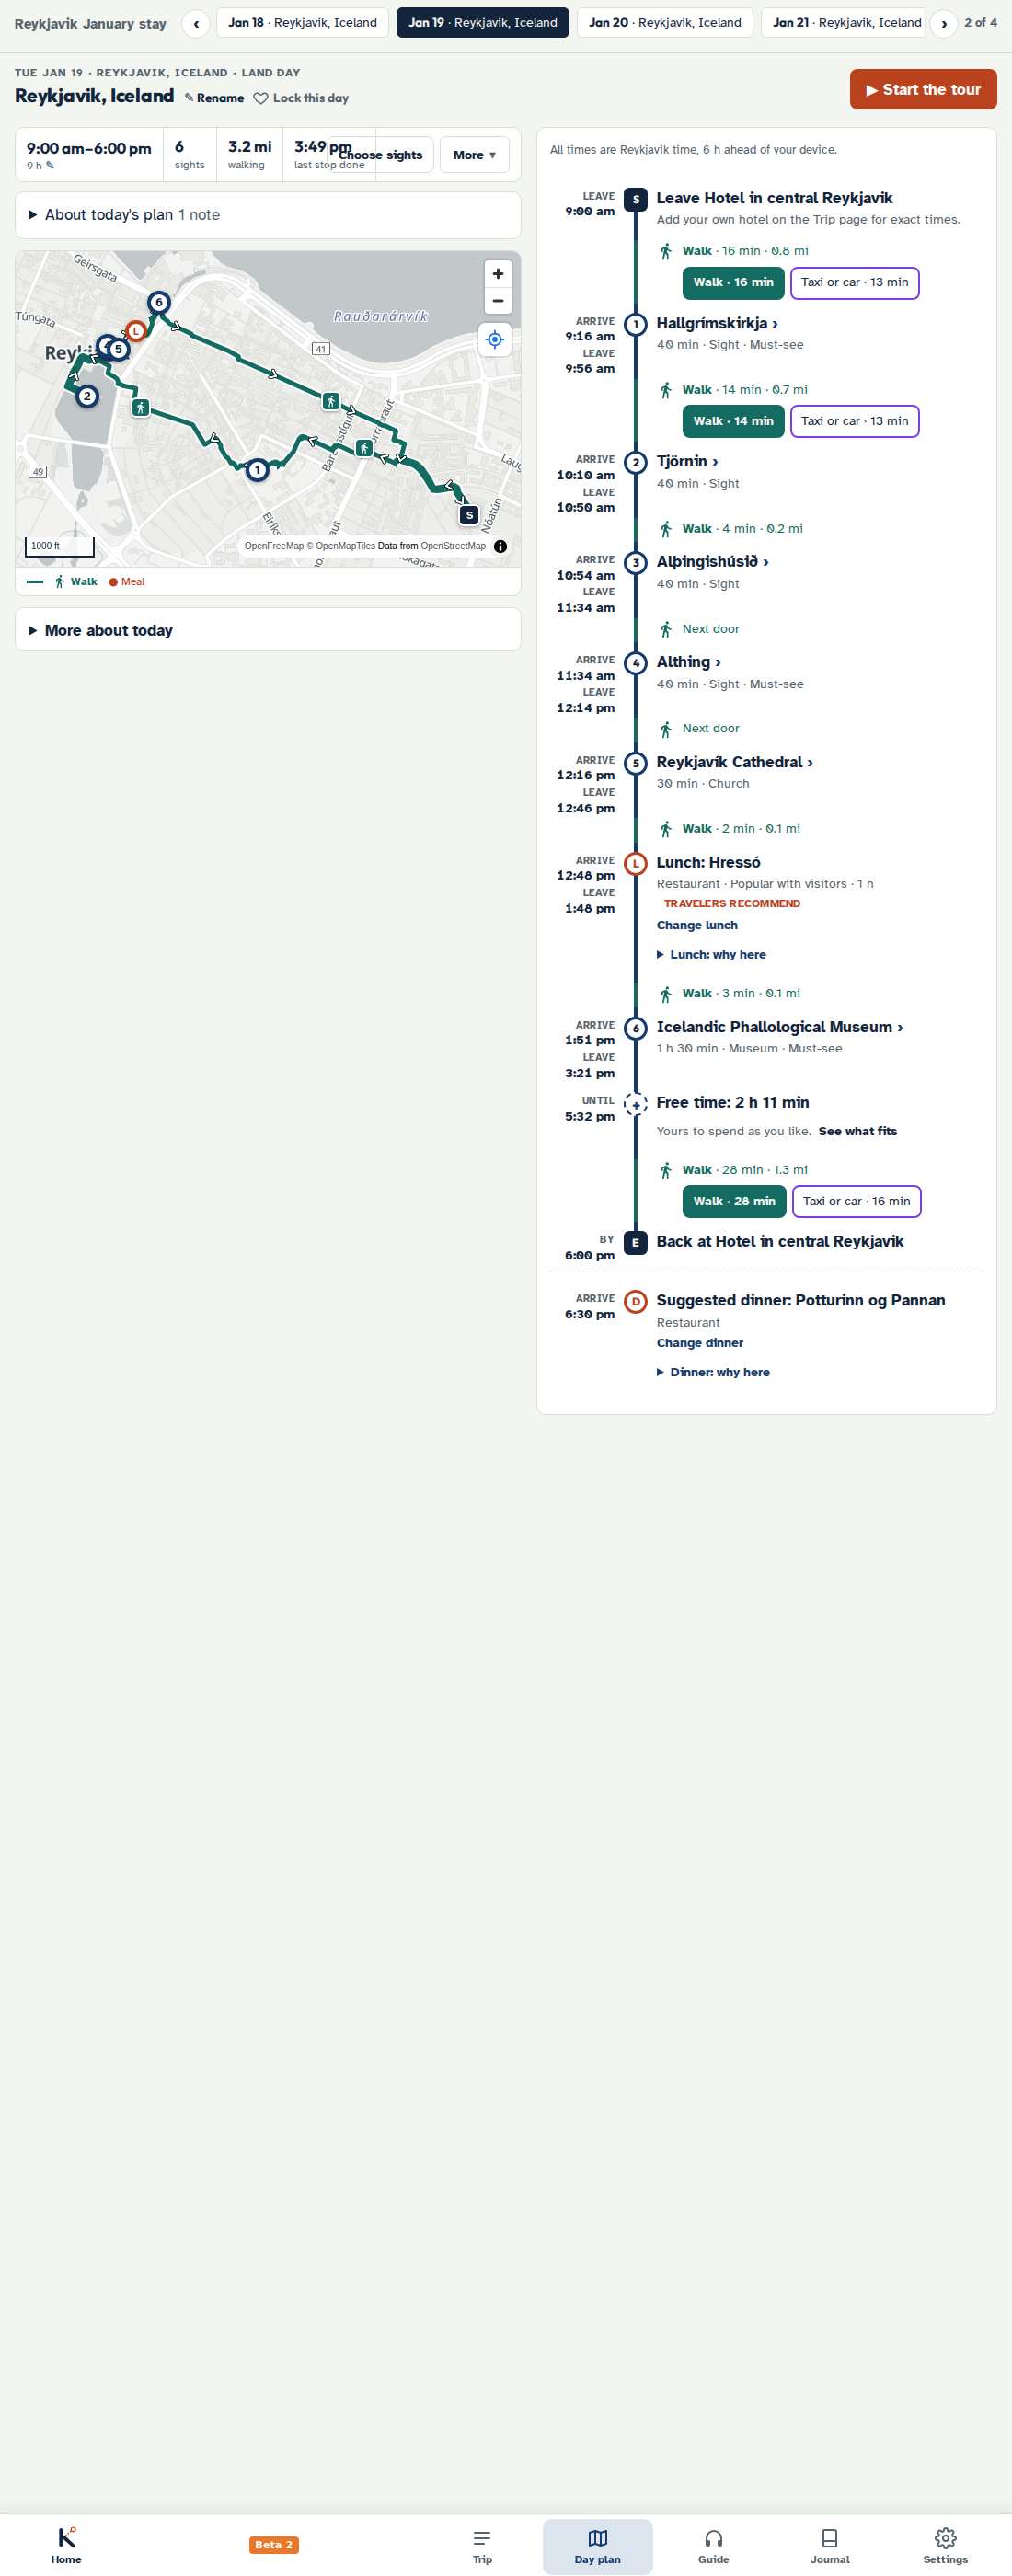 Reykjavik January stay
‹
Jan 18 · Reykjavik, Iceland
Jan 19 · Reykjavik, Iceland
Jan 20 · Reykjavik, Iceland
Jan 21 · Reykjavik, Iceland
›
2 of 4
TUE JAN 19 · REYKJAVIK, ICELAND · LAND DAY
Reykjavik, Iceland
✎ Rename
Lock this day
▶ Start the tour
9:00 am–6:00 pm
9 h ✎
6
sights
3.2 mi
walking
3:49 pm
last stop done
Choose sights
More ▾
▶ About today's plan 1 note
Geirsgata
Túngata
Rauðarárvík
41
49
6
L
5
2
1
S
Nóatún
+
−
1000 ft
OpenFreeMap © OpenMapTiles Data from OpenStreetMap
Walk
Meal
▶ More about today
All times are Reykjavik time, 6 h ahead of your device.
LEAVE
9:00 am
S
Leave Hotel in central Reykjavik
Add your own hotel on the Trip page for exact times.
Walk · 16 min · 0.8 mi
Walk · 16 min
Taxi or car · 13 min
ARRIVE
9:16 am
LEAVE
9:56 am
1
Hallgrímskirkja ›
40 min · Sight · Must-see
Walk · 14 min · 0.7 mi
Walk · 14 min
Taxi or car · 13 min
ARRIVE
10:10 am
LEAVE
10:50 am
2
Tjörnin ›
40 min · Sight
Walk · 4 min · 0.2 mi
ARRIVE
10:54 am
LEAVE
11:34 am
3
Alþingishúsið ›
40 min · Sight
Next door
ARRIVE
11:34 am
LEAVE
12:14 pm
4
Althing ›
40 min · Sight · Must-see
Next door
ARRIVE
12:16 pm
LEAVE
12:46 pm
5
Reykjavík Cathedral ›
30 min · Church
Walk · 2 min · 0.1 mi
ARRIVE
12:48 pm
LEAVE
1:48 pm
L
Lunch: Hressó
Restaurant · Popular with visitors · 1 h
TRAVELERS RECOMMEND
Change lunch
▶ Lunch: why here
Walk · 3 min · 0.1 mi
ARRIVE
1:51 pm
LEAVE
3:21 pm
6
Icelandic Phallological Museum ›
1 h 30 min · Museum · Must-see
UNTIL
5:32 pm
+
Free time: 2 h 11 min
Yours to spend as you like. See what fits
Walk · 28 min · 1.3 mi
Walk · 28 min
Taxi or car · 16 min
BY
6:00 pm
E
Back at Hotel in central Reykjavik
ARRIVE
6:30 pm
D
Suggested dinner: Potturinn og Pannan
Restaurant
Change dinner
▶ Dinner: why here
Home
Beta 2
Trip
Day plan
Guide
Journal
Settings